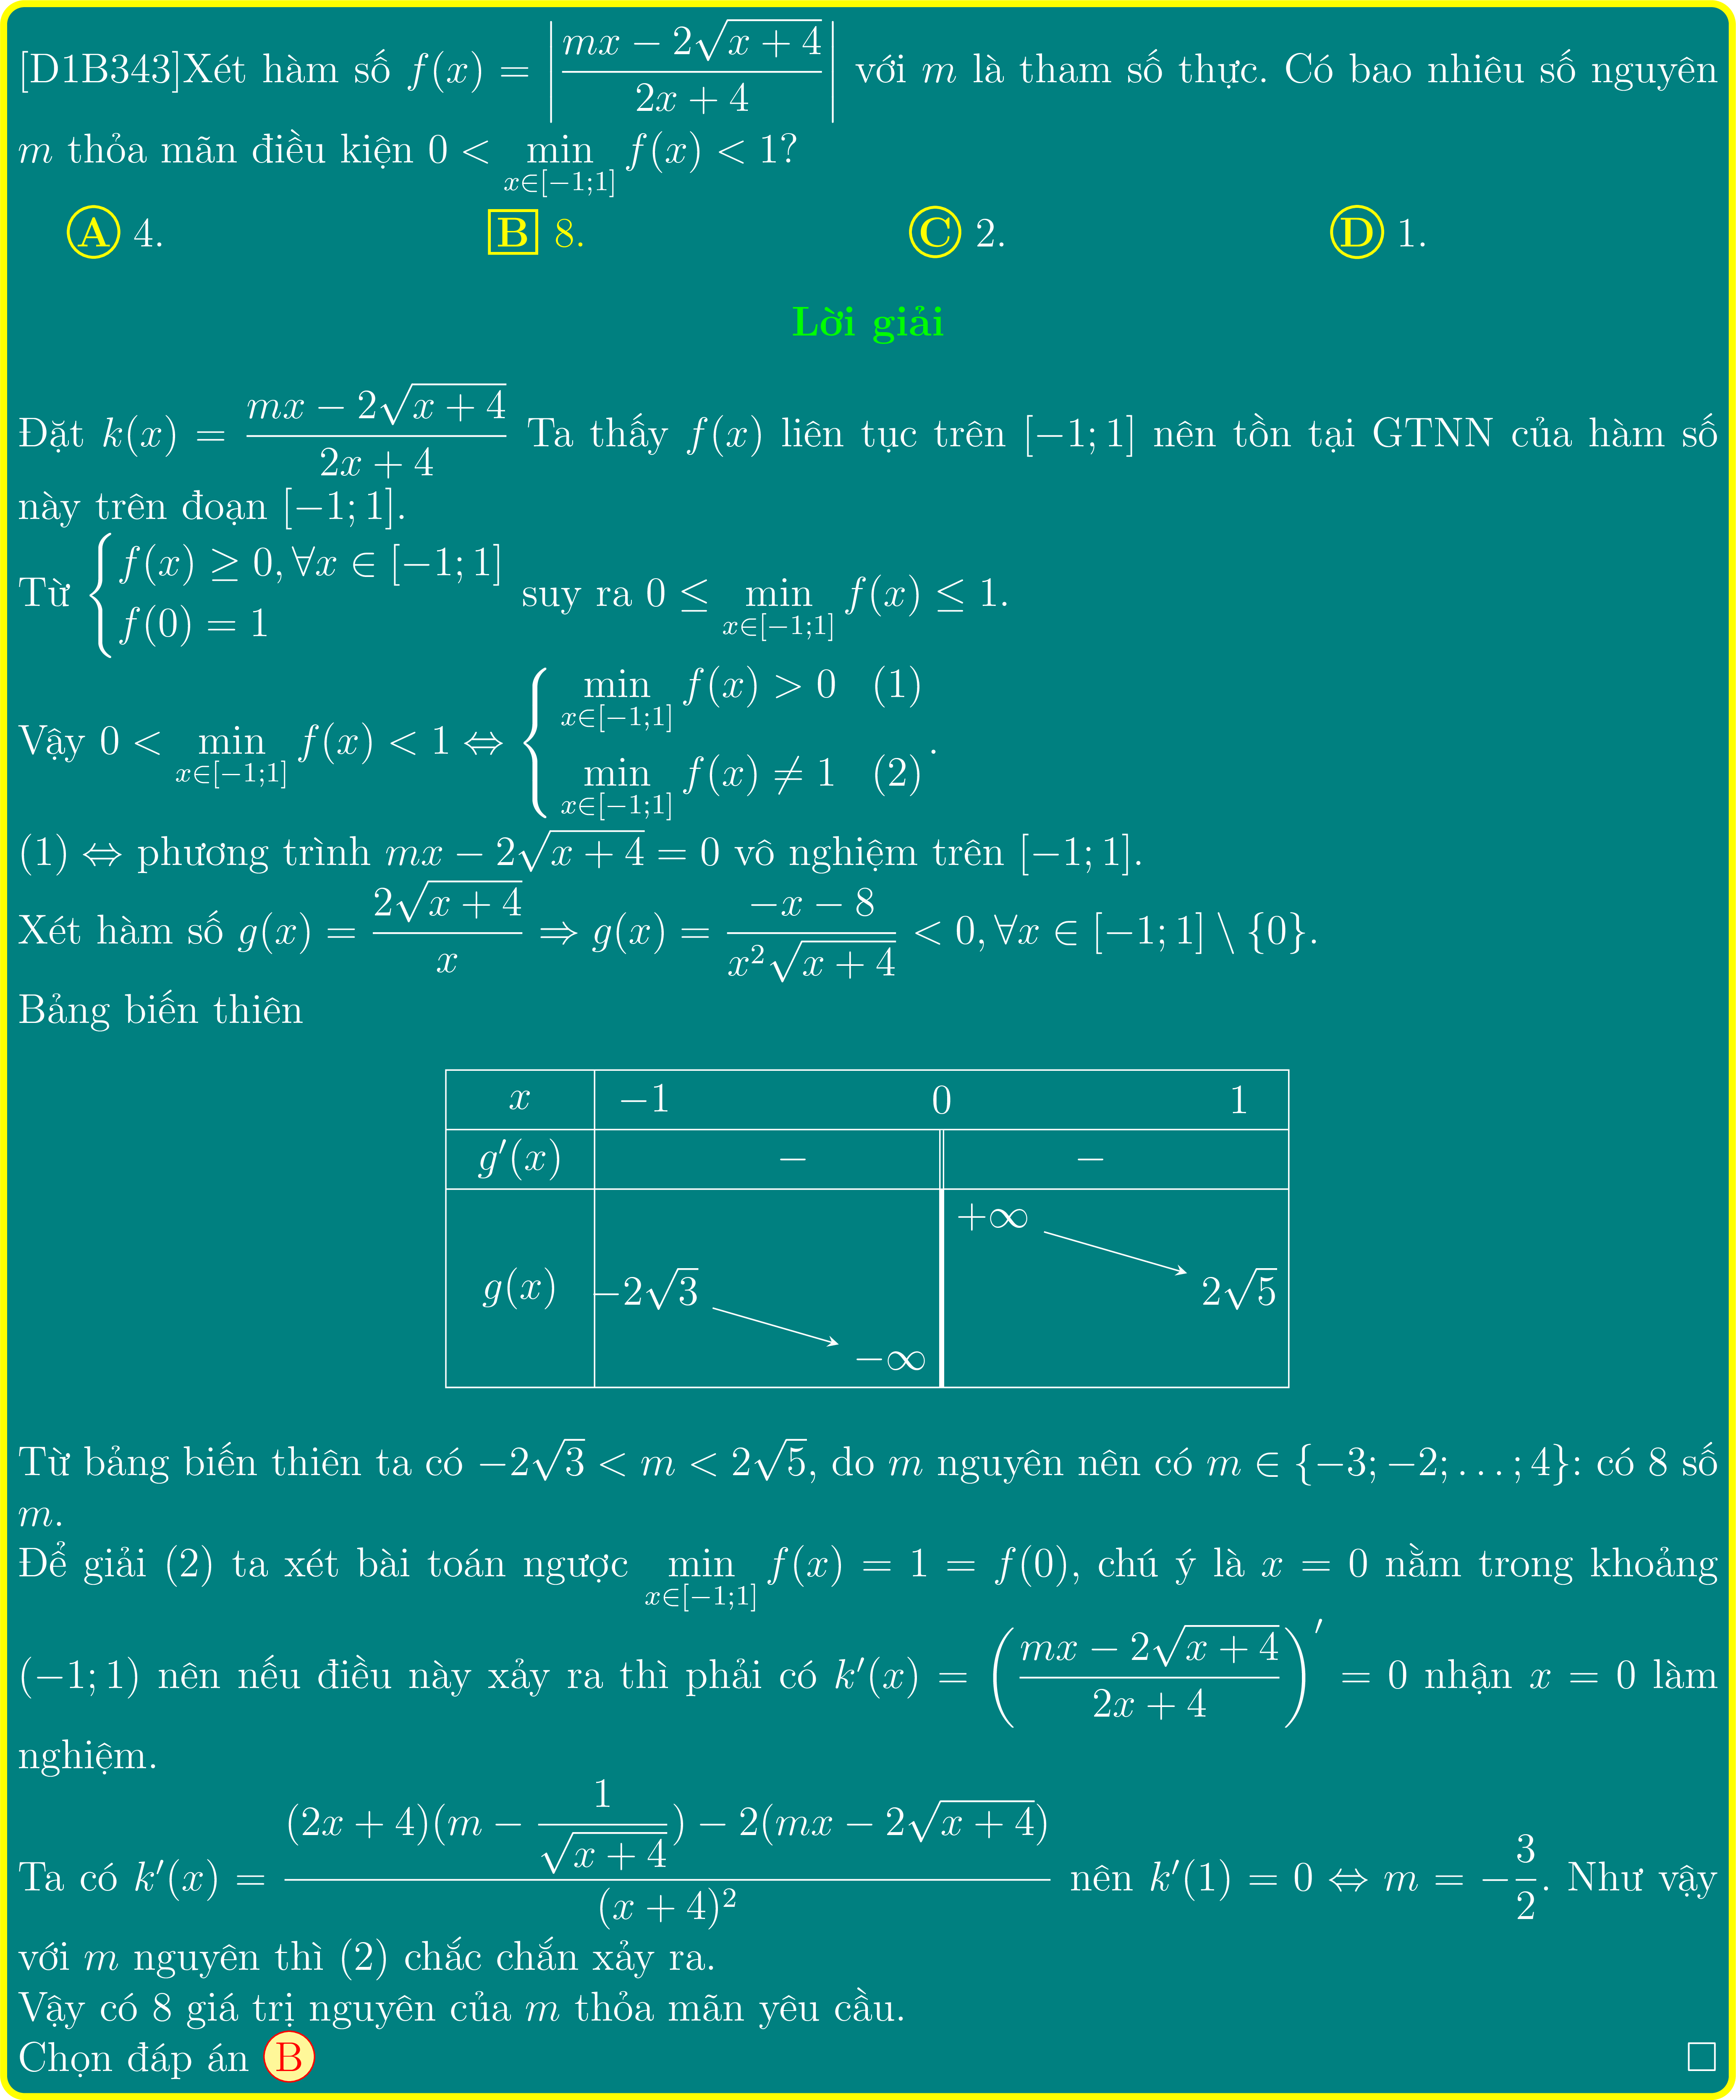 [D1B343]Xét hàm số $f(x) = \left|\dfrac{mx - 2\sqrt{x+4}}{2x+4}\right|$ với $m$ là tham số thực. Có bao nhiêu số nguyên
$m$ thỏa mãn điều kiện $0 < \min\limits_{x\in[-1;1]} f(x) < 1$?
(A) 4. [B] 8. (C) 2. (D) 1.
Lời giải
Đặt $k(x) = \dfrac{mx - 2\sqrt{x+4}}{2x+4}$ Ta thấy $f(x)$ liên tục trên $[-1;1]$ nên tồn tại GTNN của hàm số
này trên đoạn $[-1;1]$.
Từ $\begin{cases} f(x) \geq 0, \forall x \in [-1;1] \\ f(0) = 1 \end{cases}$ suy ra $0 \leq \min\limits_{x\in[-1;1]} f(x) \leq 1$.
Vậy $0 < \min\limits_{x\in[-1;1]} f(x) < 1 \Leftrightarrow \begin{cases} \min\limits_{x\in[-1;1]} f(x) > 0 \quad (1) \\ \min\limits_{x\in[-1;1]} f(x) \neq 1 \quad (2) \end{cases}$.
$(1) \Leftrightarrow$ phương trình $mx - 2\sqrt{x+4} = 0$ vô nghiệm trên $[-1;1]$.
Xét hàm số $g(x) = \dfrac{2\sqrt{x+4}}{x} \Rightarrow g(x) = \dfrac{-x-8}{x^2\sqrt{x+4}} < 0, \forall x \in [-1;1] \setminus \{0\}$.
Bảng biến thiên
$x$ $-1$ $0$ $1$
$g'(x)$ $-$ $-$
$g(x)$ $-2\sqrt{3}$ $-\infty$ $+\infty$ $2\sqrt{5}$
Từ bảng biến thiên ta có $-2\sqrt{3} < m < 2\sqrt{5}$, do $m$ nguyên nên có $m \in \{-3; -2; \ldots; 4\}$: có 8 số
$m$.
Để giải (2) ta xét bài toán ngược $\min\limits_{x\in[-1;1]} f(x) = 1 = f(0)$, chú ý là $x = 0$ nằm trong khoảng
$(-1;1)$ nên nếu điều này xảy ra thì phải có $k'(x) = \left(\dfrac{mx - 2\sqrt{x+4}}{2x+4}\right)' = 0$ nhận $x = 0$ làm
nghiệm.
Ta có $k'(x) = \dfrac{(2x+4)(m - \dfrac{1}{\sqrt{x+4}}) - 2(mx - 2\sqrt{x+4})}{(x+4)^2}$ nên $k'(1) = 0 \Leftrightarrow m = -\dfrac{3}{2}$. Như vậy
với $m$ nguyên thì (2) chắc chắn xảy ra.
Vậy có 8 giá trị nguyên của $m$ thỏa mãn yêu cầu.
Chọn đáp án (B) □